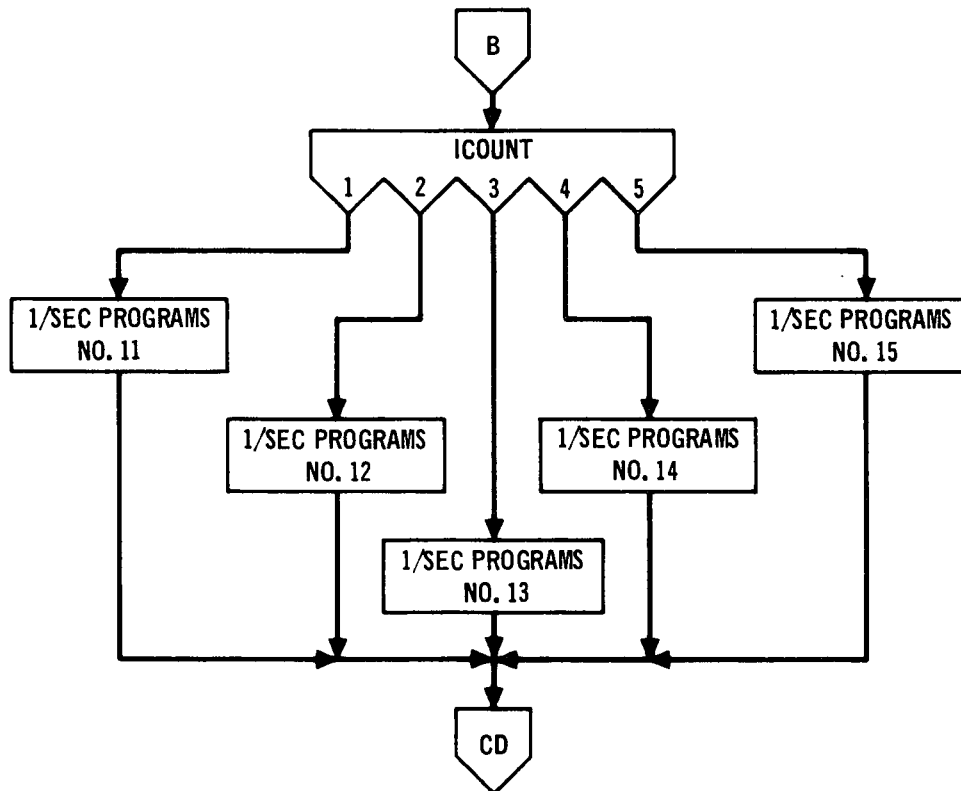 B
ICOUNT
1 2 3 4 5
1/SEC PROGRAMS
NO. 11
1/SEC PROGRAMS
NO. 15
1/SEC PROGRAMS
NO. 12
1/SEC PROGRAMS
NO. 14
1/SEC PROGRAMS
NO. 13
CD